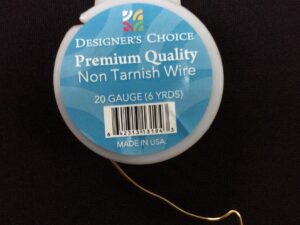 DESIGNER'S CHOICE
Premium Quality
Non Tarnish Wire
20 GAUGE (6 YRDS)
MADE IN USA.